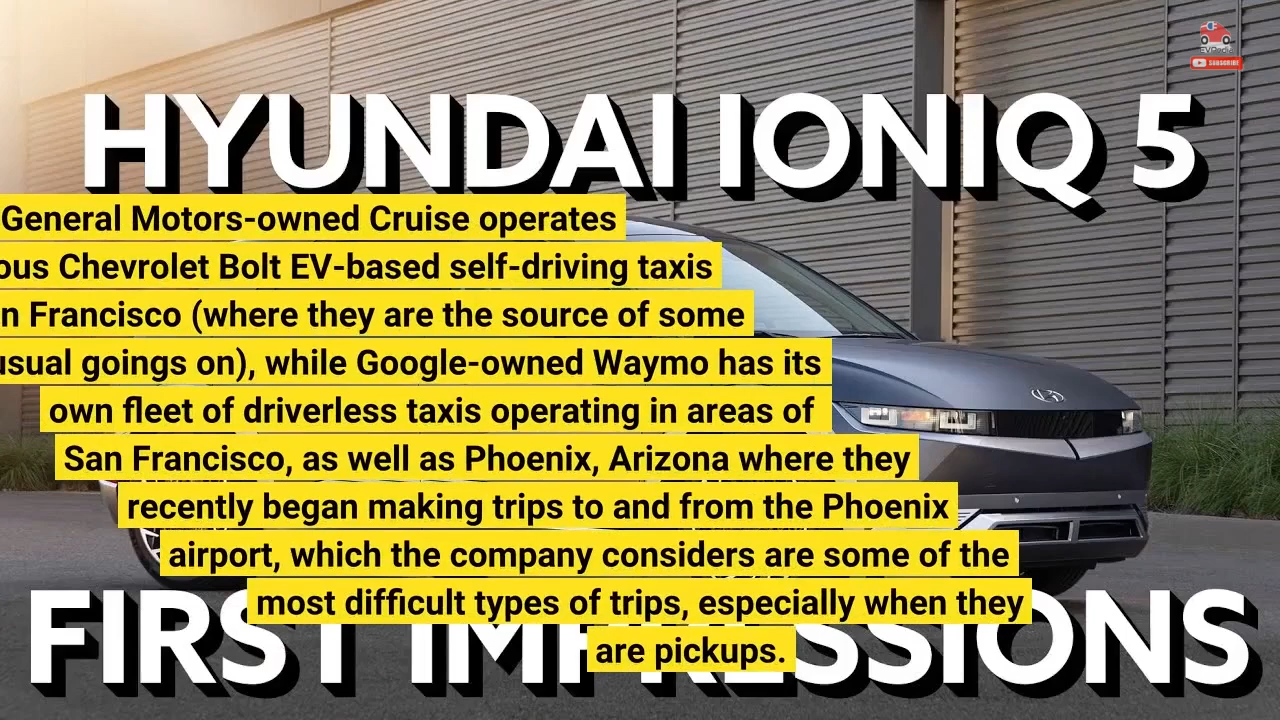 EVPedia
SUBSCRIBE
HYUNDAI IONIQ 5
General Motors-owned Cruise operates
Chevrolet Bolt EV-based self-driving taxis
Francisco (where they are the source of some
goings on), while Google-owned Waymo has its
own fleet of driverless taxis operating in areas of
San Francisco, as well as Phoenix, Arizona where they
recently began making trips to and from the Phoenix
airport, which the company considers are some of the
most difficult types of trips, especially when they
are pickups.
FIRST IMPRESSIONS